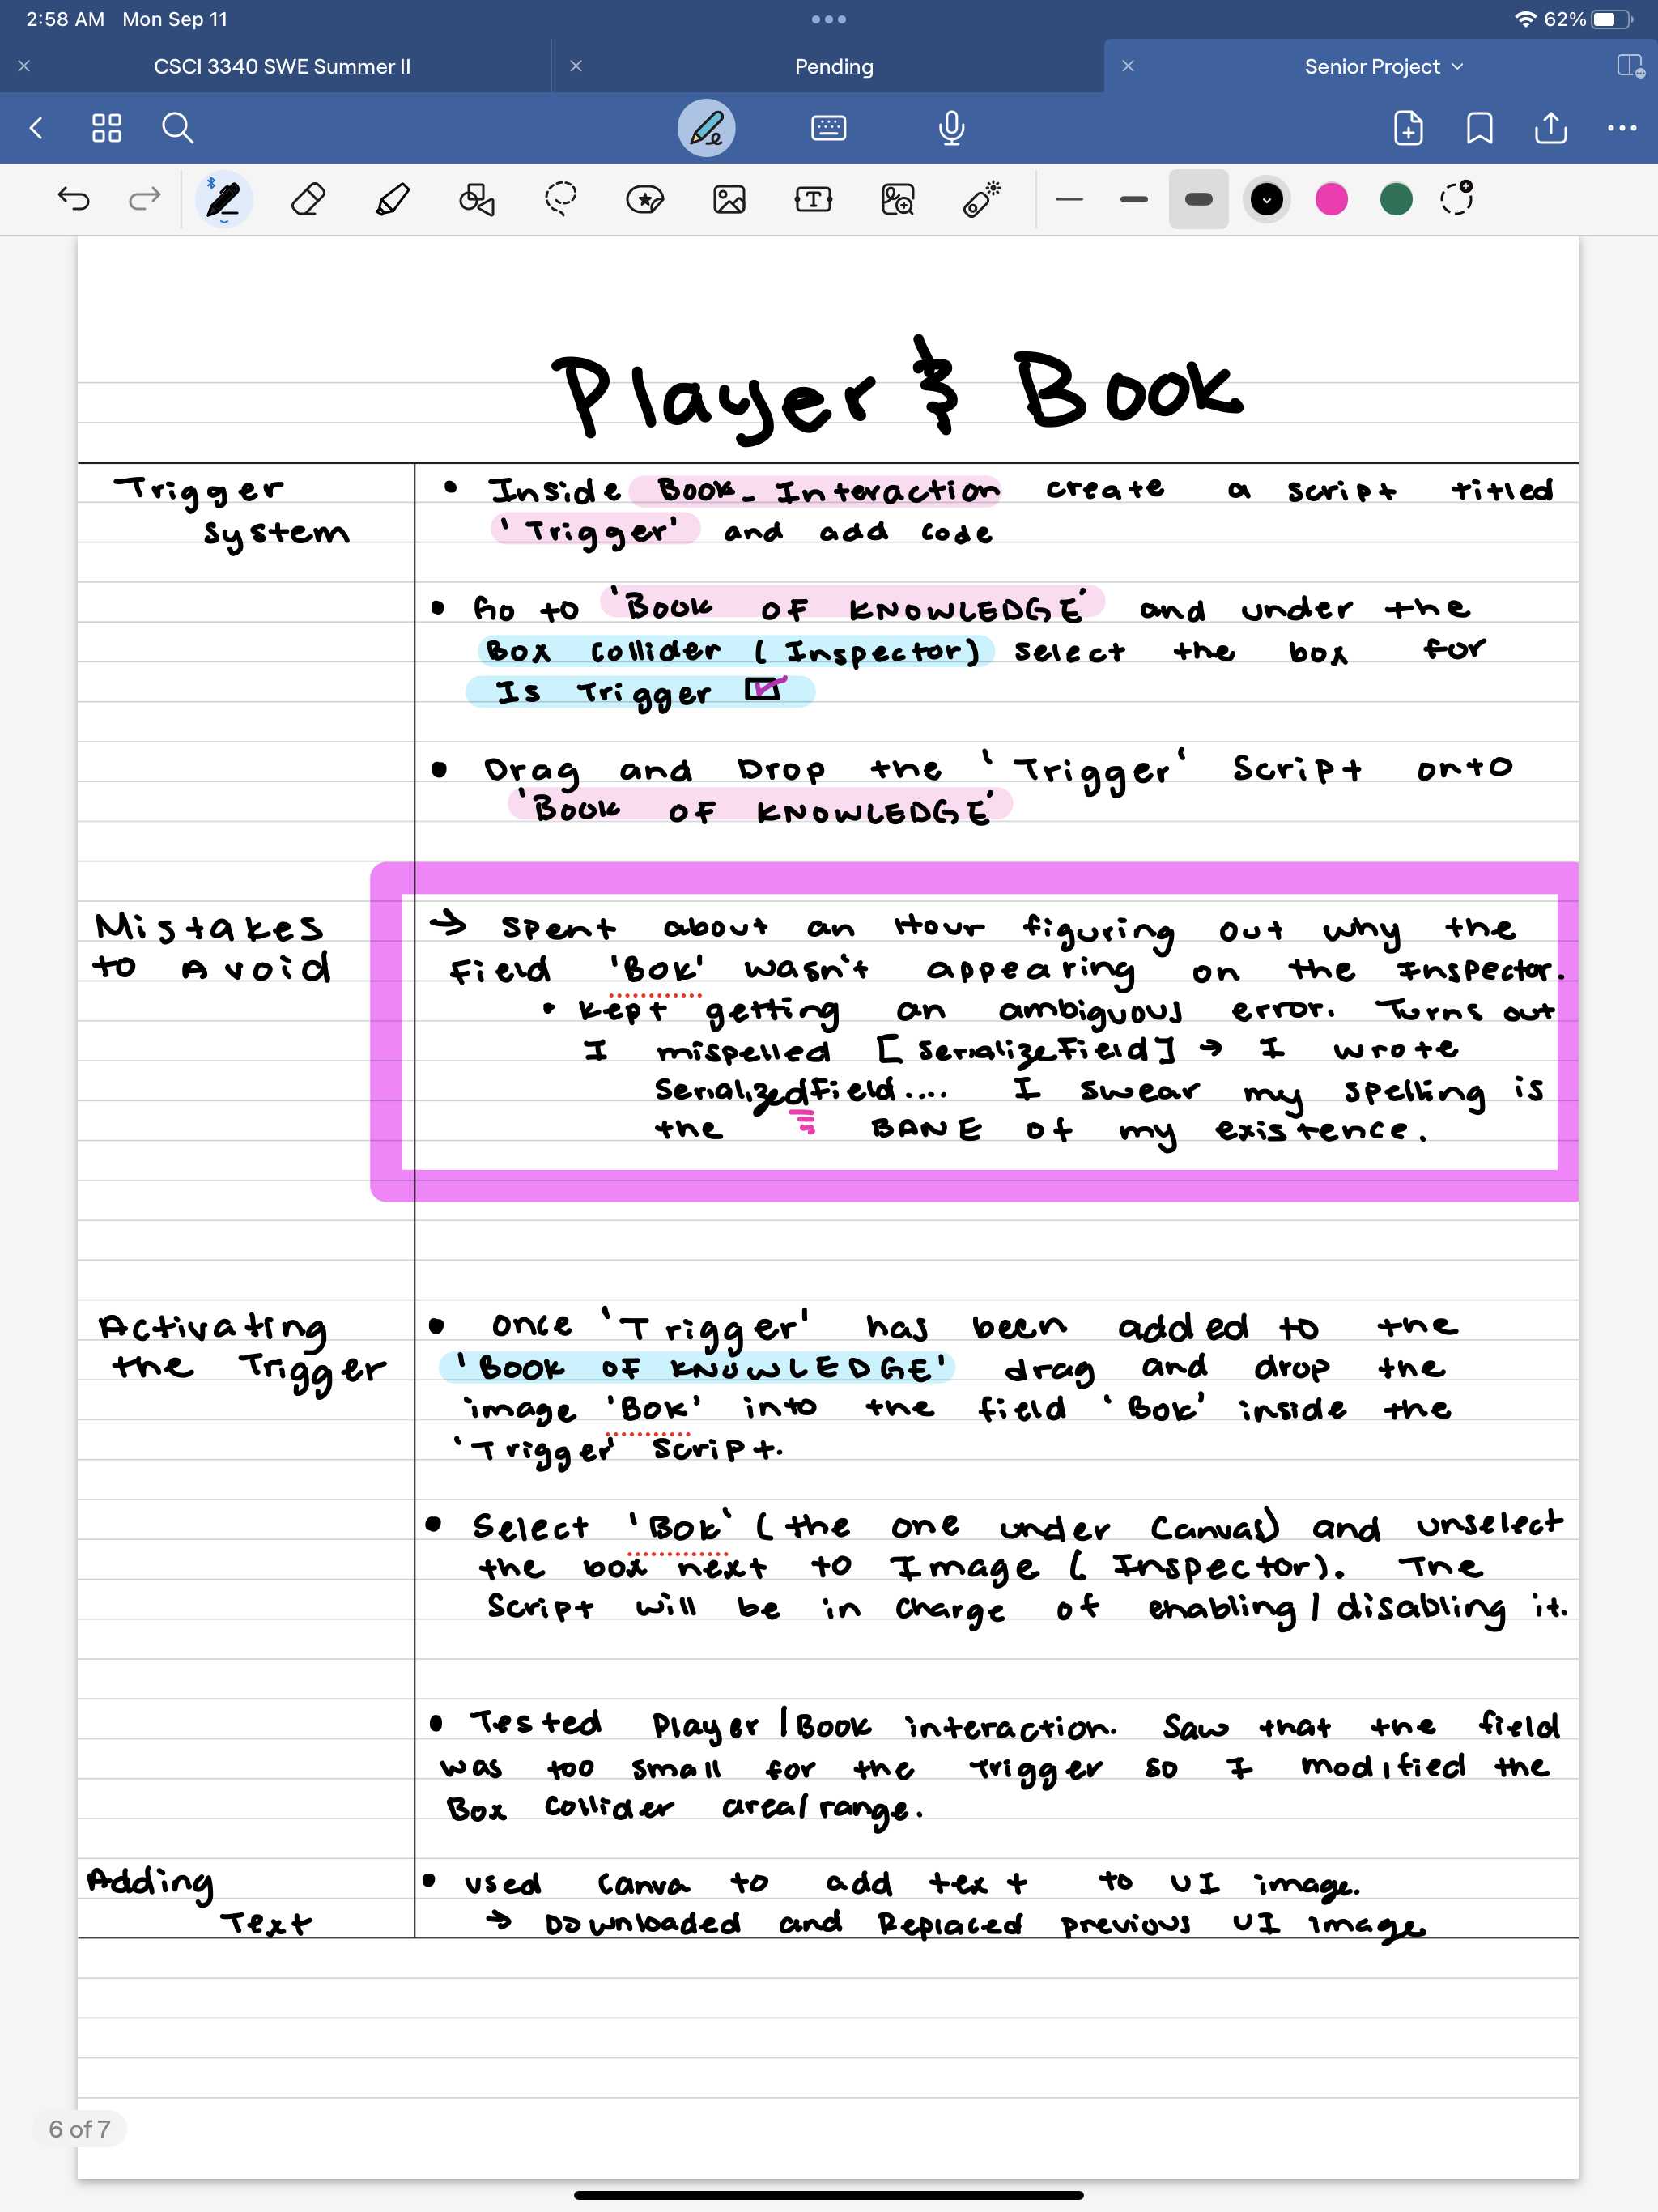 2:58 AM Mon Sep 11
62%
CSCI 3340 SWE Summer II
Pending
Senior Project
Player & Book
Trigger
System
• Inside Book_Interaction create a script titled
'Trigger' and add code
• Go to 'Book OF KNOWLEDGE' and under the
Box Collider (Inspector) select the box for
Is Trigger ☑
• Drag and Drop the 'Trigger' Script onto
'Book OF KNOWLEDGE'
Mistakes
to Avoid
→ spent about an Hour figuring out why the
field 'Bok' wasn't appearing on the Inspector.
• kept getting an ambiguous error. Turns out
I mispelled [SerializeField] → I wrote
SerializedField.... I swear my spelling is
the BANE of my existence.
Activating
the Trigger
• once 'Trigger' has been added to the
'BOOK OF KNOWLEDGE' drag and drop the
image 'Bok' into the field 'Bok' inside the
'Trigger' Script.
• Select 'Bok' (the one under Canvas) and unselect
the box next to Image (Inspector). The
Script will be in charge of enabling/disabling it.
• Tested Player/Book interaction. Saw that the field
was too small for the trigger so I modified the
Box Collider area/range.
Adding
Text
• used Canva to add text to UI image.
→ Downloaded and Replaced previous UI image
6 of 7